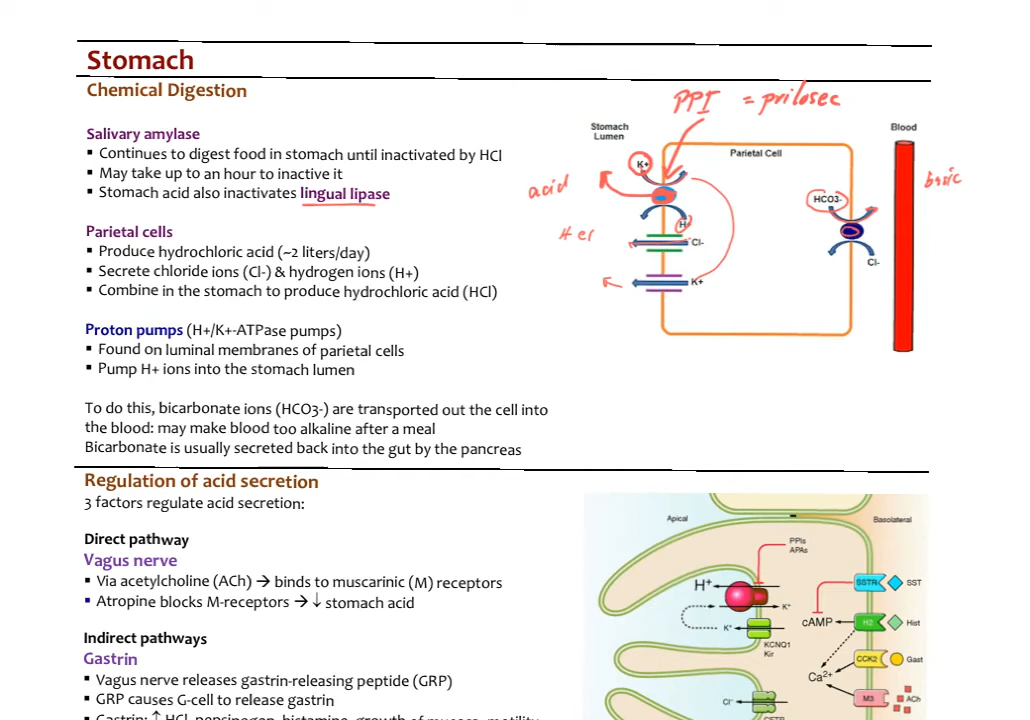 Stomach
Chemical Digestion
PPI = prilosec
Salivary amylase
▪ Continues to digest food in stomach until inactivated by HCl
▪ May take up to an hour to inactive it
▪ Stomach acid also inactivates lingual lipase
Parietal cells
▪ Produce hydrochloric acid (~2 liters/day)
▪ Secrete chloride ions (Cl-) & hydrogen ions (H+)
▪ Combine in the stomach to produce hydrochloric acid (HCl)
Proton pumps (H+/K+-ATPase pumps)
▪ Found on luminal membranes of parietal cells
▪ Pump H+ ions into the stomach lumen
To do this, bicarbonate ions (HCO3-) are transported out the cell into
the blood: may make blood too alkaline after a meal
Bicarbonate is usually secreted back into the gut by the pancreas
Stomach
Lumen
Parietal Cell
Blood
K+
acid
HCO3-
basic
H+
HCl
Cl-
Cl-
K+
Regulation of acid secretion
3 factors regulate acid secretion:
Direct pathway
Vagus nerve
▪ Via acetylcholine (ACh) → binds to muscarinic (M) receptors
▪ Atropine blocks M-receptors → ↓ stomach acid
Indirect pathways
Gastrin
▪ Vagus nerve releases gastrin-releasing peptide (GRP)
▪ GRP causes G-cell to release gastrin
▪ Gastrin: ↑ HCl, pepsinogen, histamine, growth of mucosa, motility
Apical
Basolateral
PPIs
APAs
H+
K+
K+
KCNQ1
Kir
SSTR SST
cAMP H2 Hist
CCK2 Gast
Ca2+
M3 ACh
Cl-
CFTR